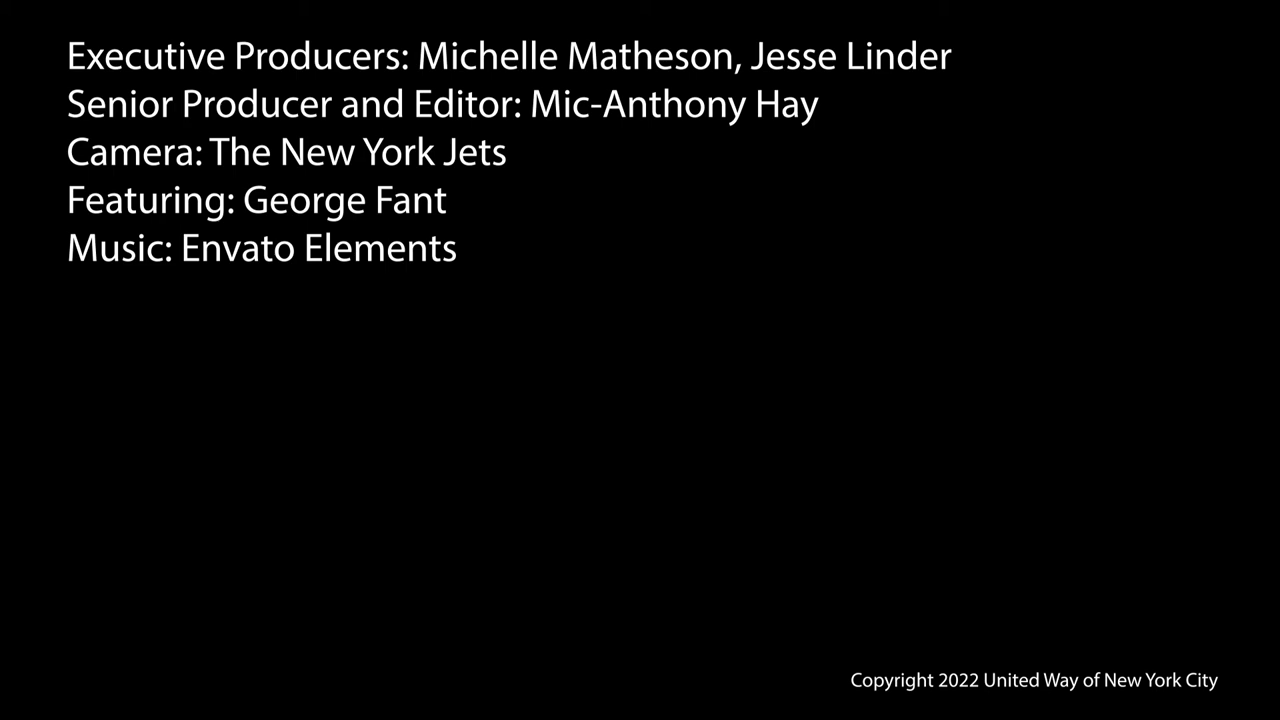 Executive Producers: Michelle Matheson, Jesse Linder
Senior Producer and Editor: Mic-Anthony Hay
Camera: The New York Jets
Featuring: George Fant
Music: Envato Elements
Copyright 2022 United Way of New York City